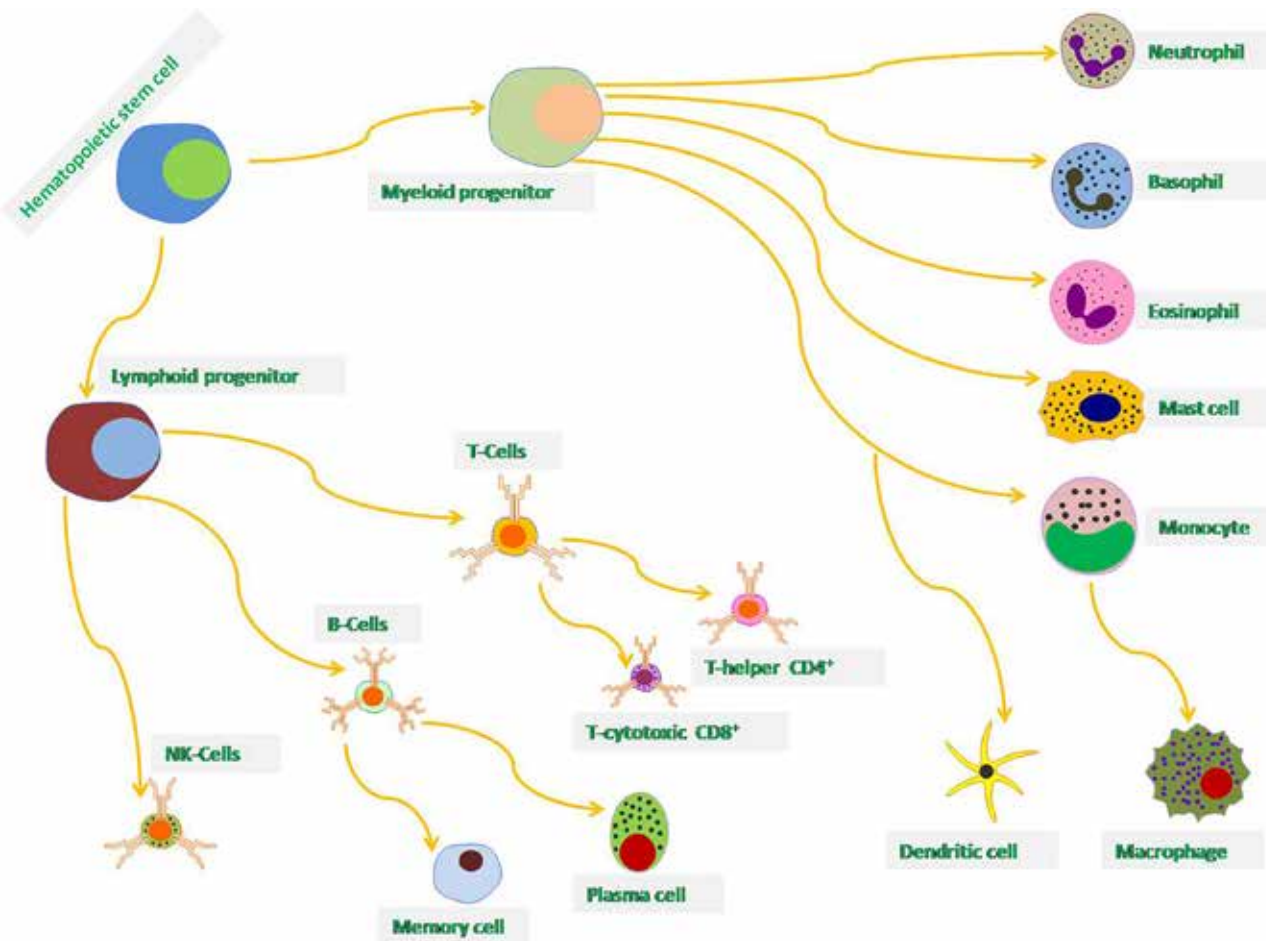 Hematopoietic stem cell
Neutrophil
Myeloid progenitor
Basophil
Eosinophil
Lymphoid progenitor
Mast cell
T-Cells
Monocyte
B-Cells
T-helper CD4⁺
T-cytotoxic CD8⁺
NK-Cells
Dendritic cell
Macrophage
Plasma cell
Memory cell